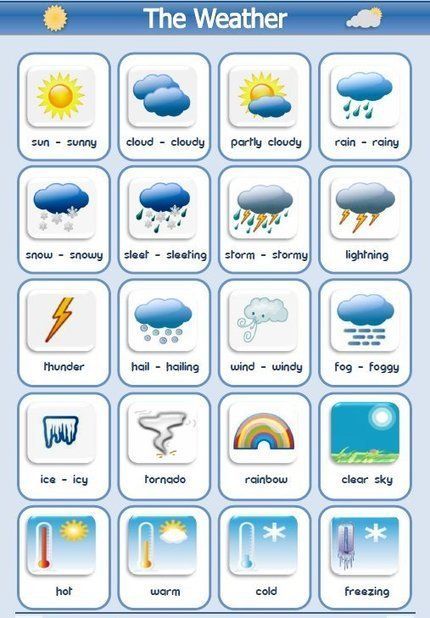 The Weather
sun - sunny
cloud - cloudy
partly cloudy
rain - rainy
snow - snowy
sleet - sleeting
storm - stormy
lightning
thunder
hail - hailing
wind - windy
fog - foggy
ice - icy
tornado
rainbow
clear sky
hot
warm
cold
freezing